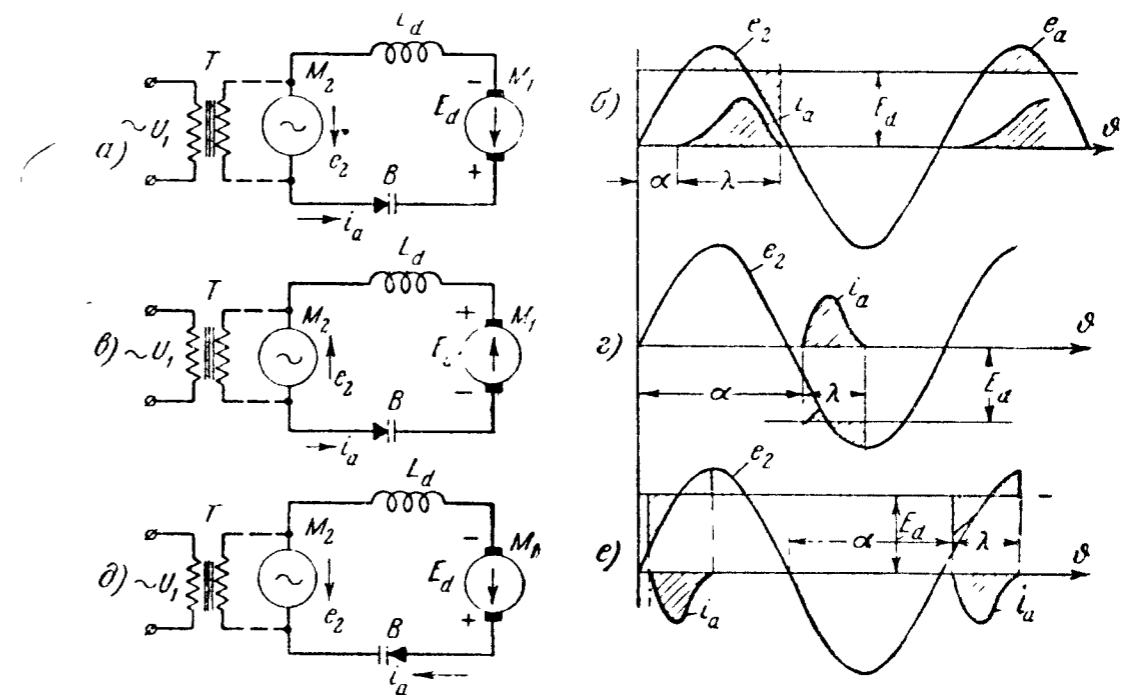 L_d
T
M_2
M_1
а)
~U_1
e_2
E_d
-
+
B
i_a
б)
e_2
e_a
i_a
E_d
ϑ
α
λ
L_d
T
M_2
M_1
в)
~U_1
e_2
+
-
B
i_a
г)
e_2
i_a
ϑ
E_d
α
λ
L_d
T
M_2
д)
~U_1
e_2
E_d
-
+
B
i_a
е)
e_2
E_d
-
α
λ
ϑ
i_a
i_a